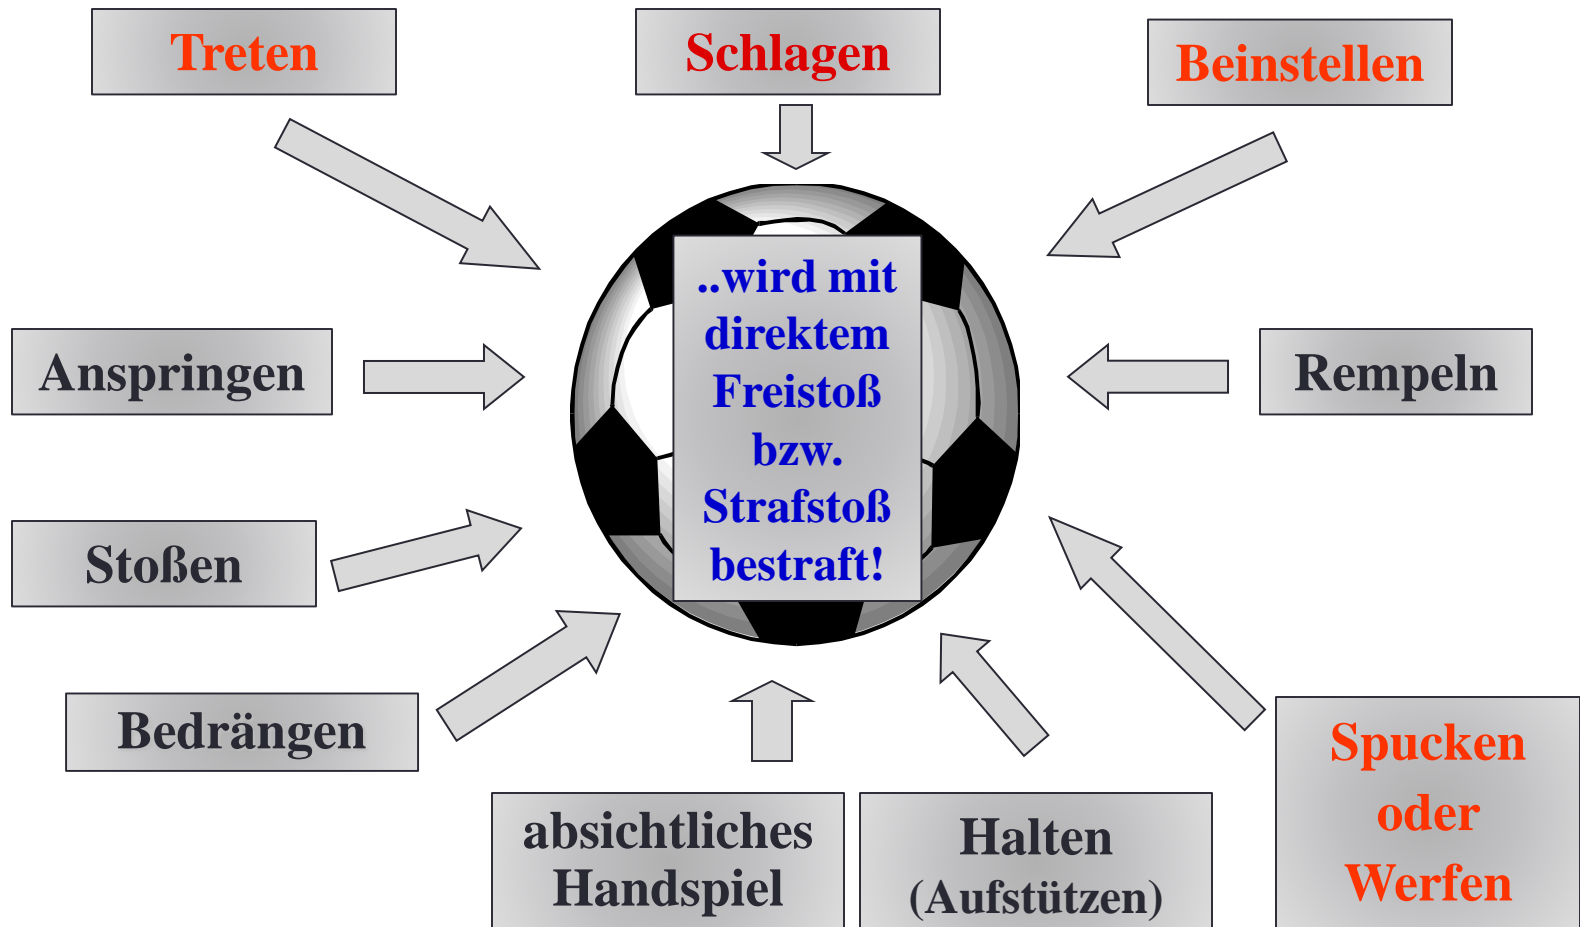 Treten
Schlagen
Beinstellen
..wird mit
direktem
Freistoß
bzw.
Strafstoß
bestraft!
Anspringen
Rempeln
Stoßen
Bedrängen
absichtliches
Handspiel
Halten
(Aufstützen)
Spucken
oder
Werfen